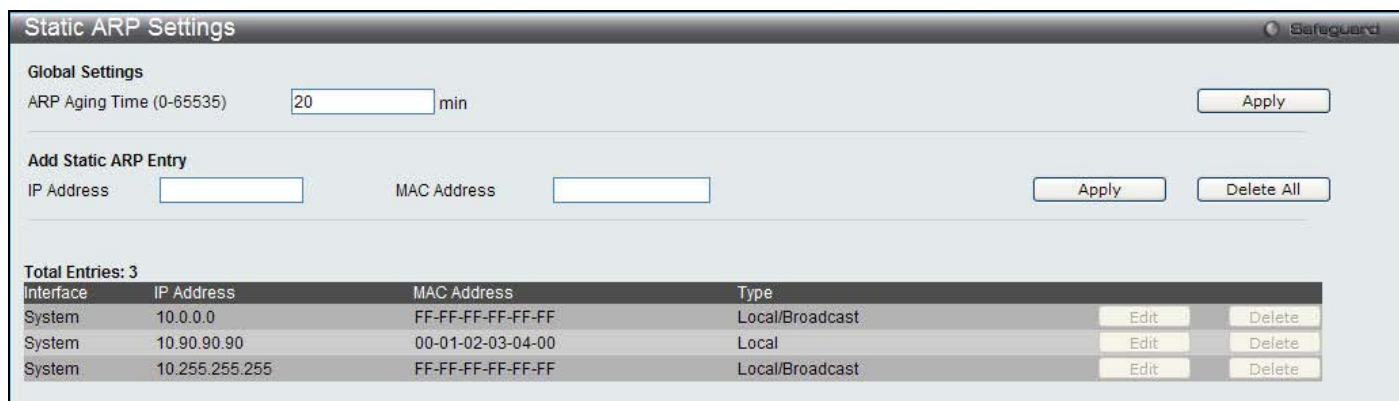 Static ARP Settings
Safeguard
Global Settings
ARP Aging Time (0-65535) 20 min Apply
Add Static ARP Entry
IP Address MAC Address Apply Delete All
Total Entries: 3
Interface IP Address MAC Address Type
System 10.0.0.0 FF-FF-FF-FF-FF-FF Local/Broadcast Edit Delete
System 10.90.90.90 00-01-02-03-04-00 Local Edit Delete
System 10.255.255.255 FF-FF-FF-FF-FF-FF Local/Broadcast Edit Delete